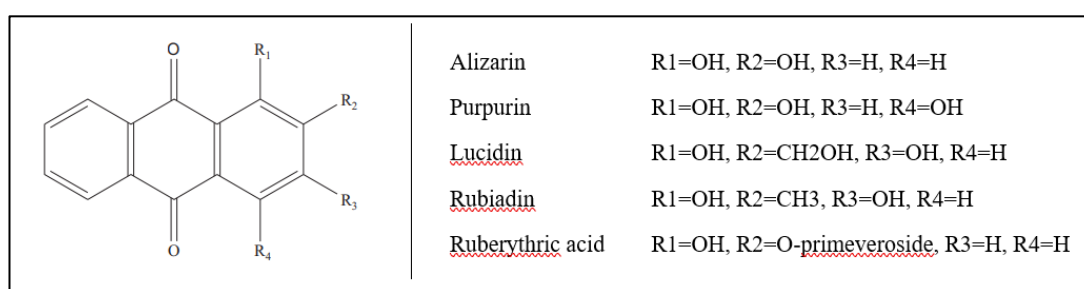 O
R1
R2
R3
R4
O
Alizarin R1=OH, R2=OH, R3=H, R4=H
Purpurin R1=OH, R2=OH, R3=H, R4=OH
Lucidin R1=OH, R2=CH2OH, R3=OH, R4=H
Rubiadin R1=OH, R2=CH3, R3=OH, R4=H
Ruberythric acid R1=OH, R2=O-primeveroside, R3=H, R4=H